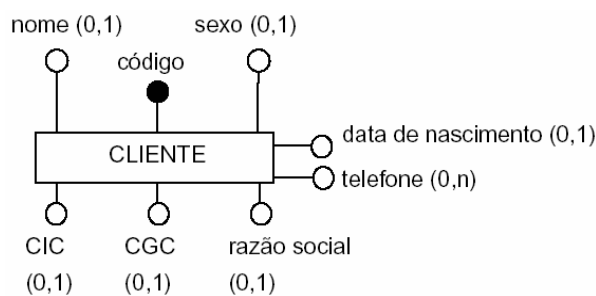 nome (0,1)
sexo (0,1)
código
CLIENTE
data de nascimento (0,1)
telefone (0,n)
CIC
(0,1)
CGC
(0,1)
razão social
(0,1)